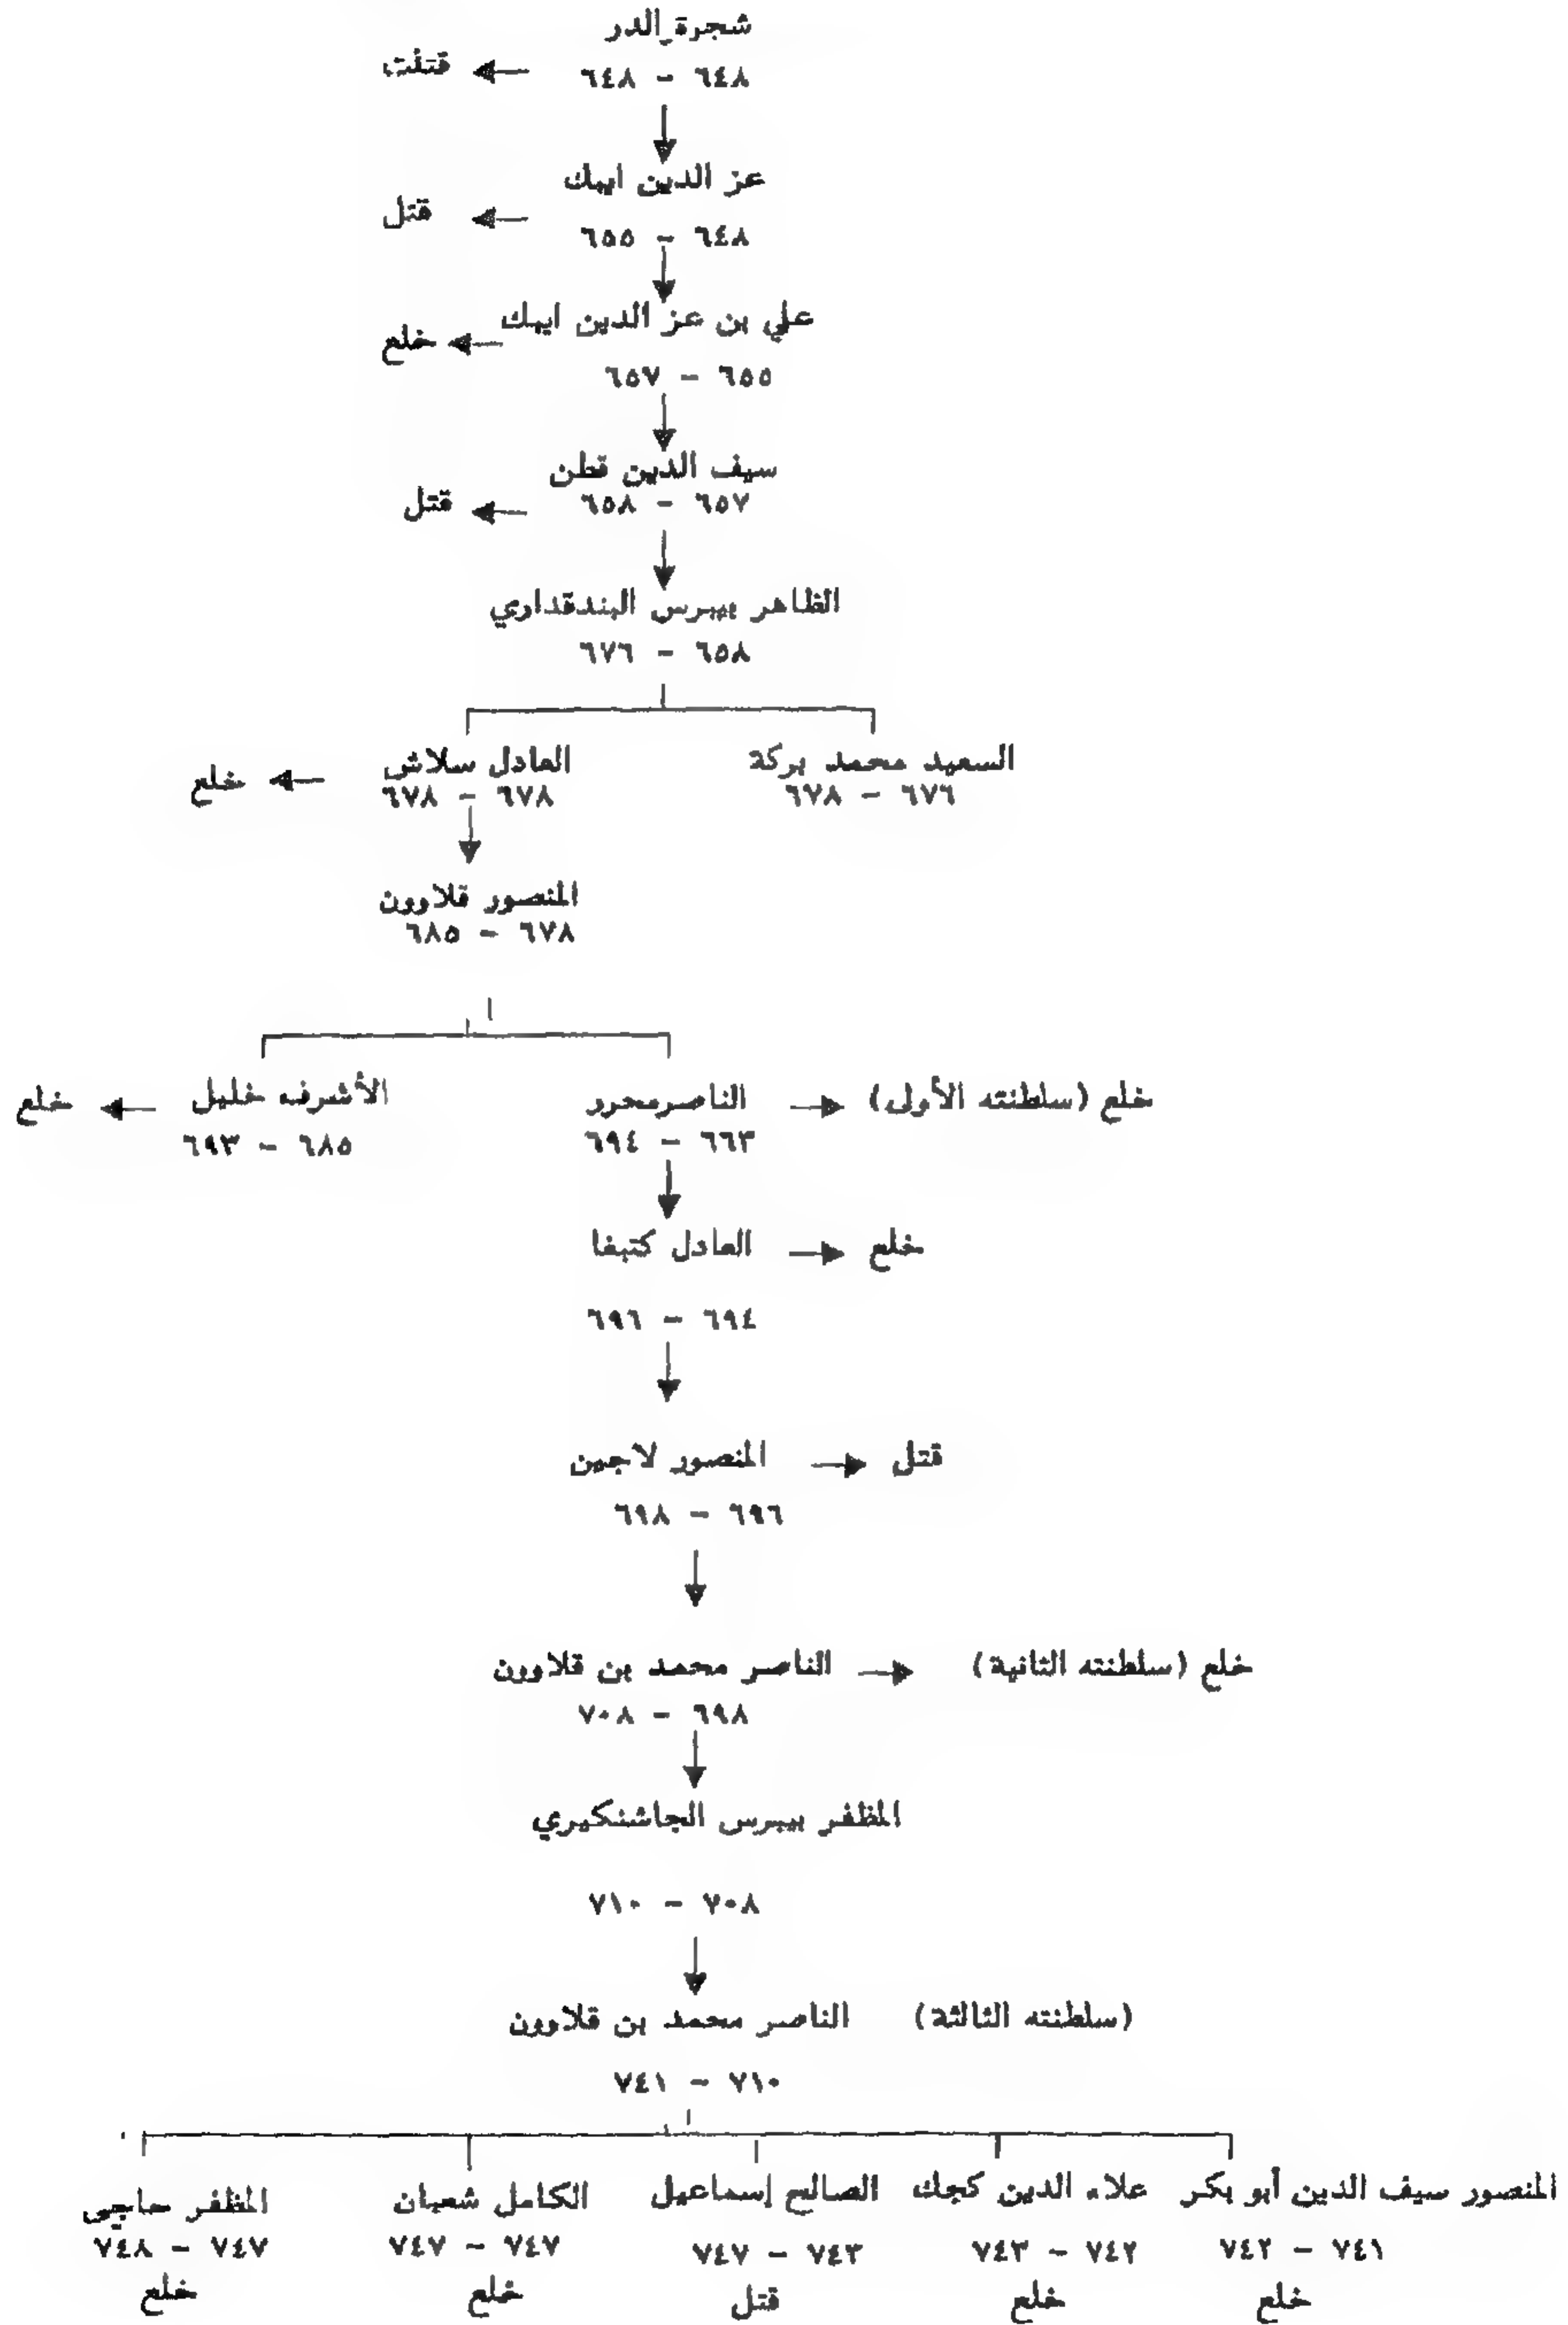 شجرة الدر
٦٤٨ - ٦٤٨
قتلت
عز الدين ايبك
٦٤٨ - ٦٥٥
قتل
علي بن عز الدين ايبك
خلع
٦٥٥ - ٦٥٧
سيف الدين قطن
٦٥٧ - ٦٥٨
قتل
الظاهر بيبرس البندقداري
٦٥٨ - ٦٧٦
السعيد محمد بركة
٦٧٦ - ٦٧٨
العادل سلاش
٦٧٨ - ٦٧٨
خلع
المنصور قلاوون
٦٧٨ - ٦٨٥
خلع (سلطنته الأولى)
الناصر محرر
٦٦٣ - ٦٩٤
الأشرف خليل
٦٨٥ - ٦٩٣
خلع
خلع
العادل كتبغا
٦٩٤ - ٦٩٦
قتل
المنصور لاجين
٦٩٦ - ٦٩٨
خلع (سلطنته الثانية)
الناصر محمد بن قلاوون
٦٩٨ - ٧٠٨
المظفر بيبرس الجاشنكيري
٧٠٨ - ٧١٠
(سلطنته الثالثة)
الناصر محمد بن قلاوون
٧١٠ - ٧٤١
المنصور سيف الدين أبو بكر
٧٤١ - ٧٤٢
خلع
علاء الدين كجك
٧٤٢ - ٧٤٣
خلع
الصالح إسماعيل
٧٤٣ - ٧٤٧
قتل
الكامل شعبان
٧٤٧ - ٧٤٧
خلع
المظفر حاجي
٧٤٧ - ٧٤٨
خلع